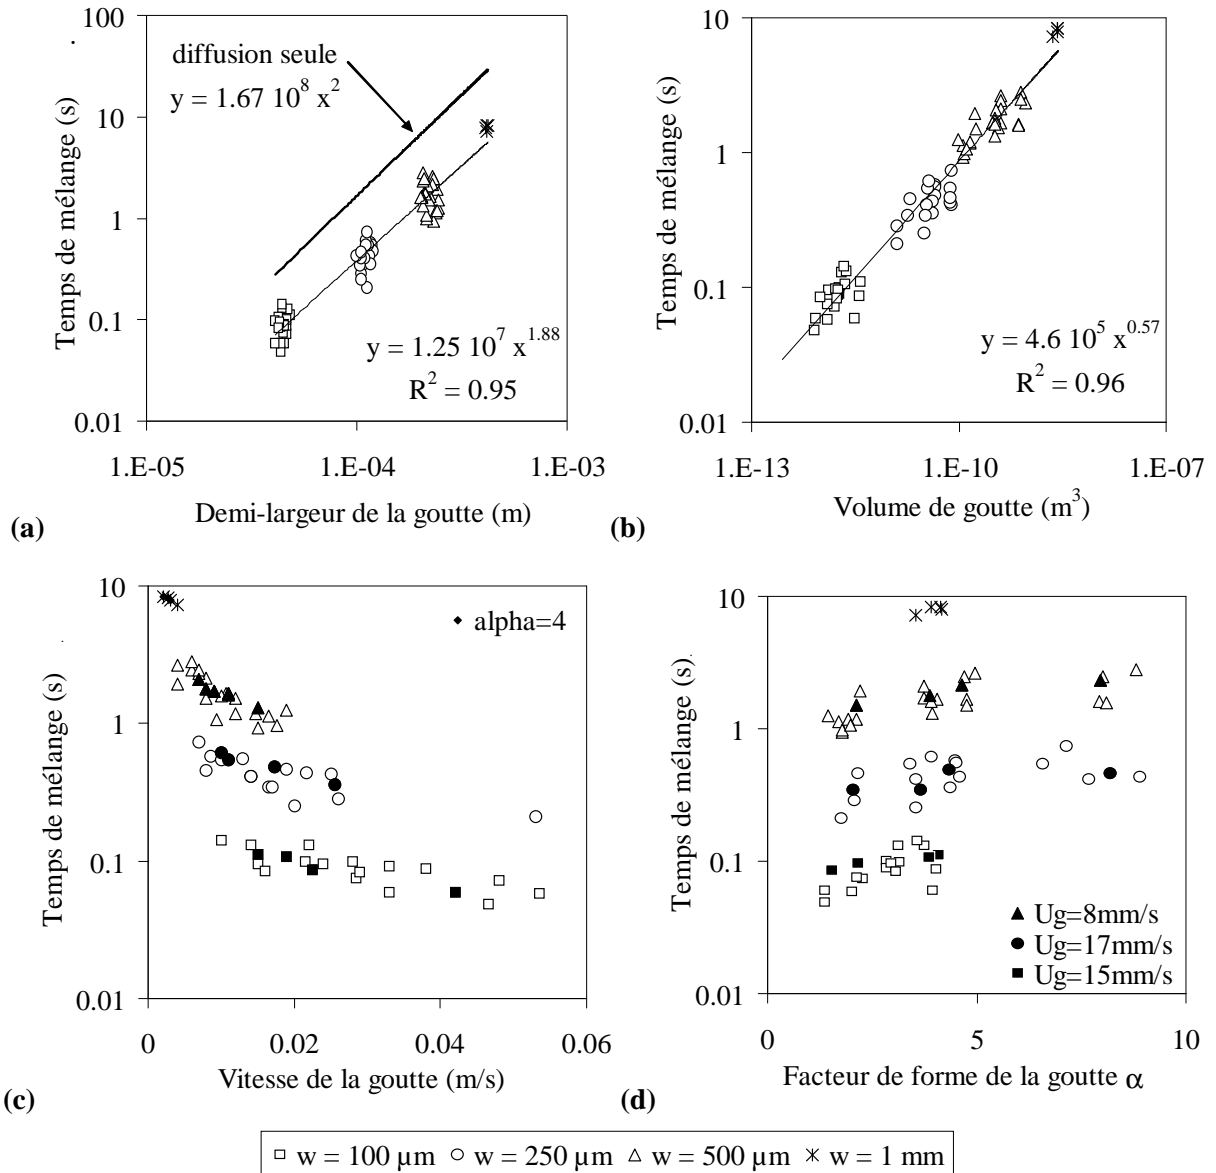 100
10
1
0.1
0.01
1.E-05
1.E-04
1.E-03
Temps de mélange (s)
Demi-largeur de la goutte (m)
diffusion seule
y = 1.67 10^8 x^2
y = 1.25 10^7 x^1.88
R^2 = 0.95
(a)
10
1
0.1
0.01
1.E-13
1.E-10
1.E-07
Temps de mélange (s)
Volume de goutte (m^3)
y = 4.6 10^5 x^0.57
R^2 = 0.96
(b)
10
1
0.1
0.01
0
0.02
0.04
0.06
Temps de mélange (s)
Vitesse de la goutte (m/s)
alpha=4
(c)
10
1
0.1
0.01
0
5
10
Temps de mélange (s)
Facteur de forme de la goutte α
Ug=8mm/s
Ug=17mm/s
Ug=15mm/s
(d)
w = 100 µm w = 250 µm w = 500 µm w = 1 mm